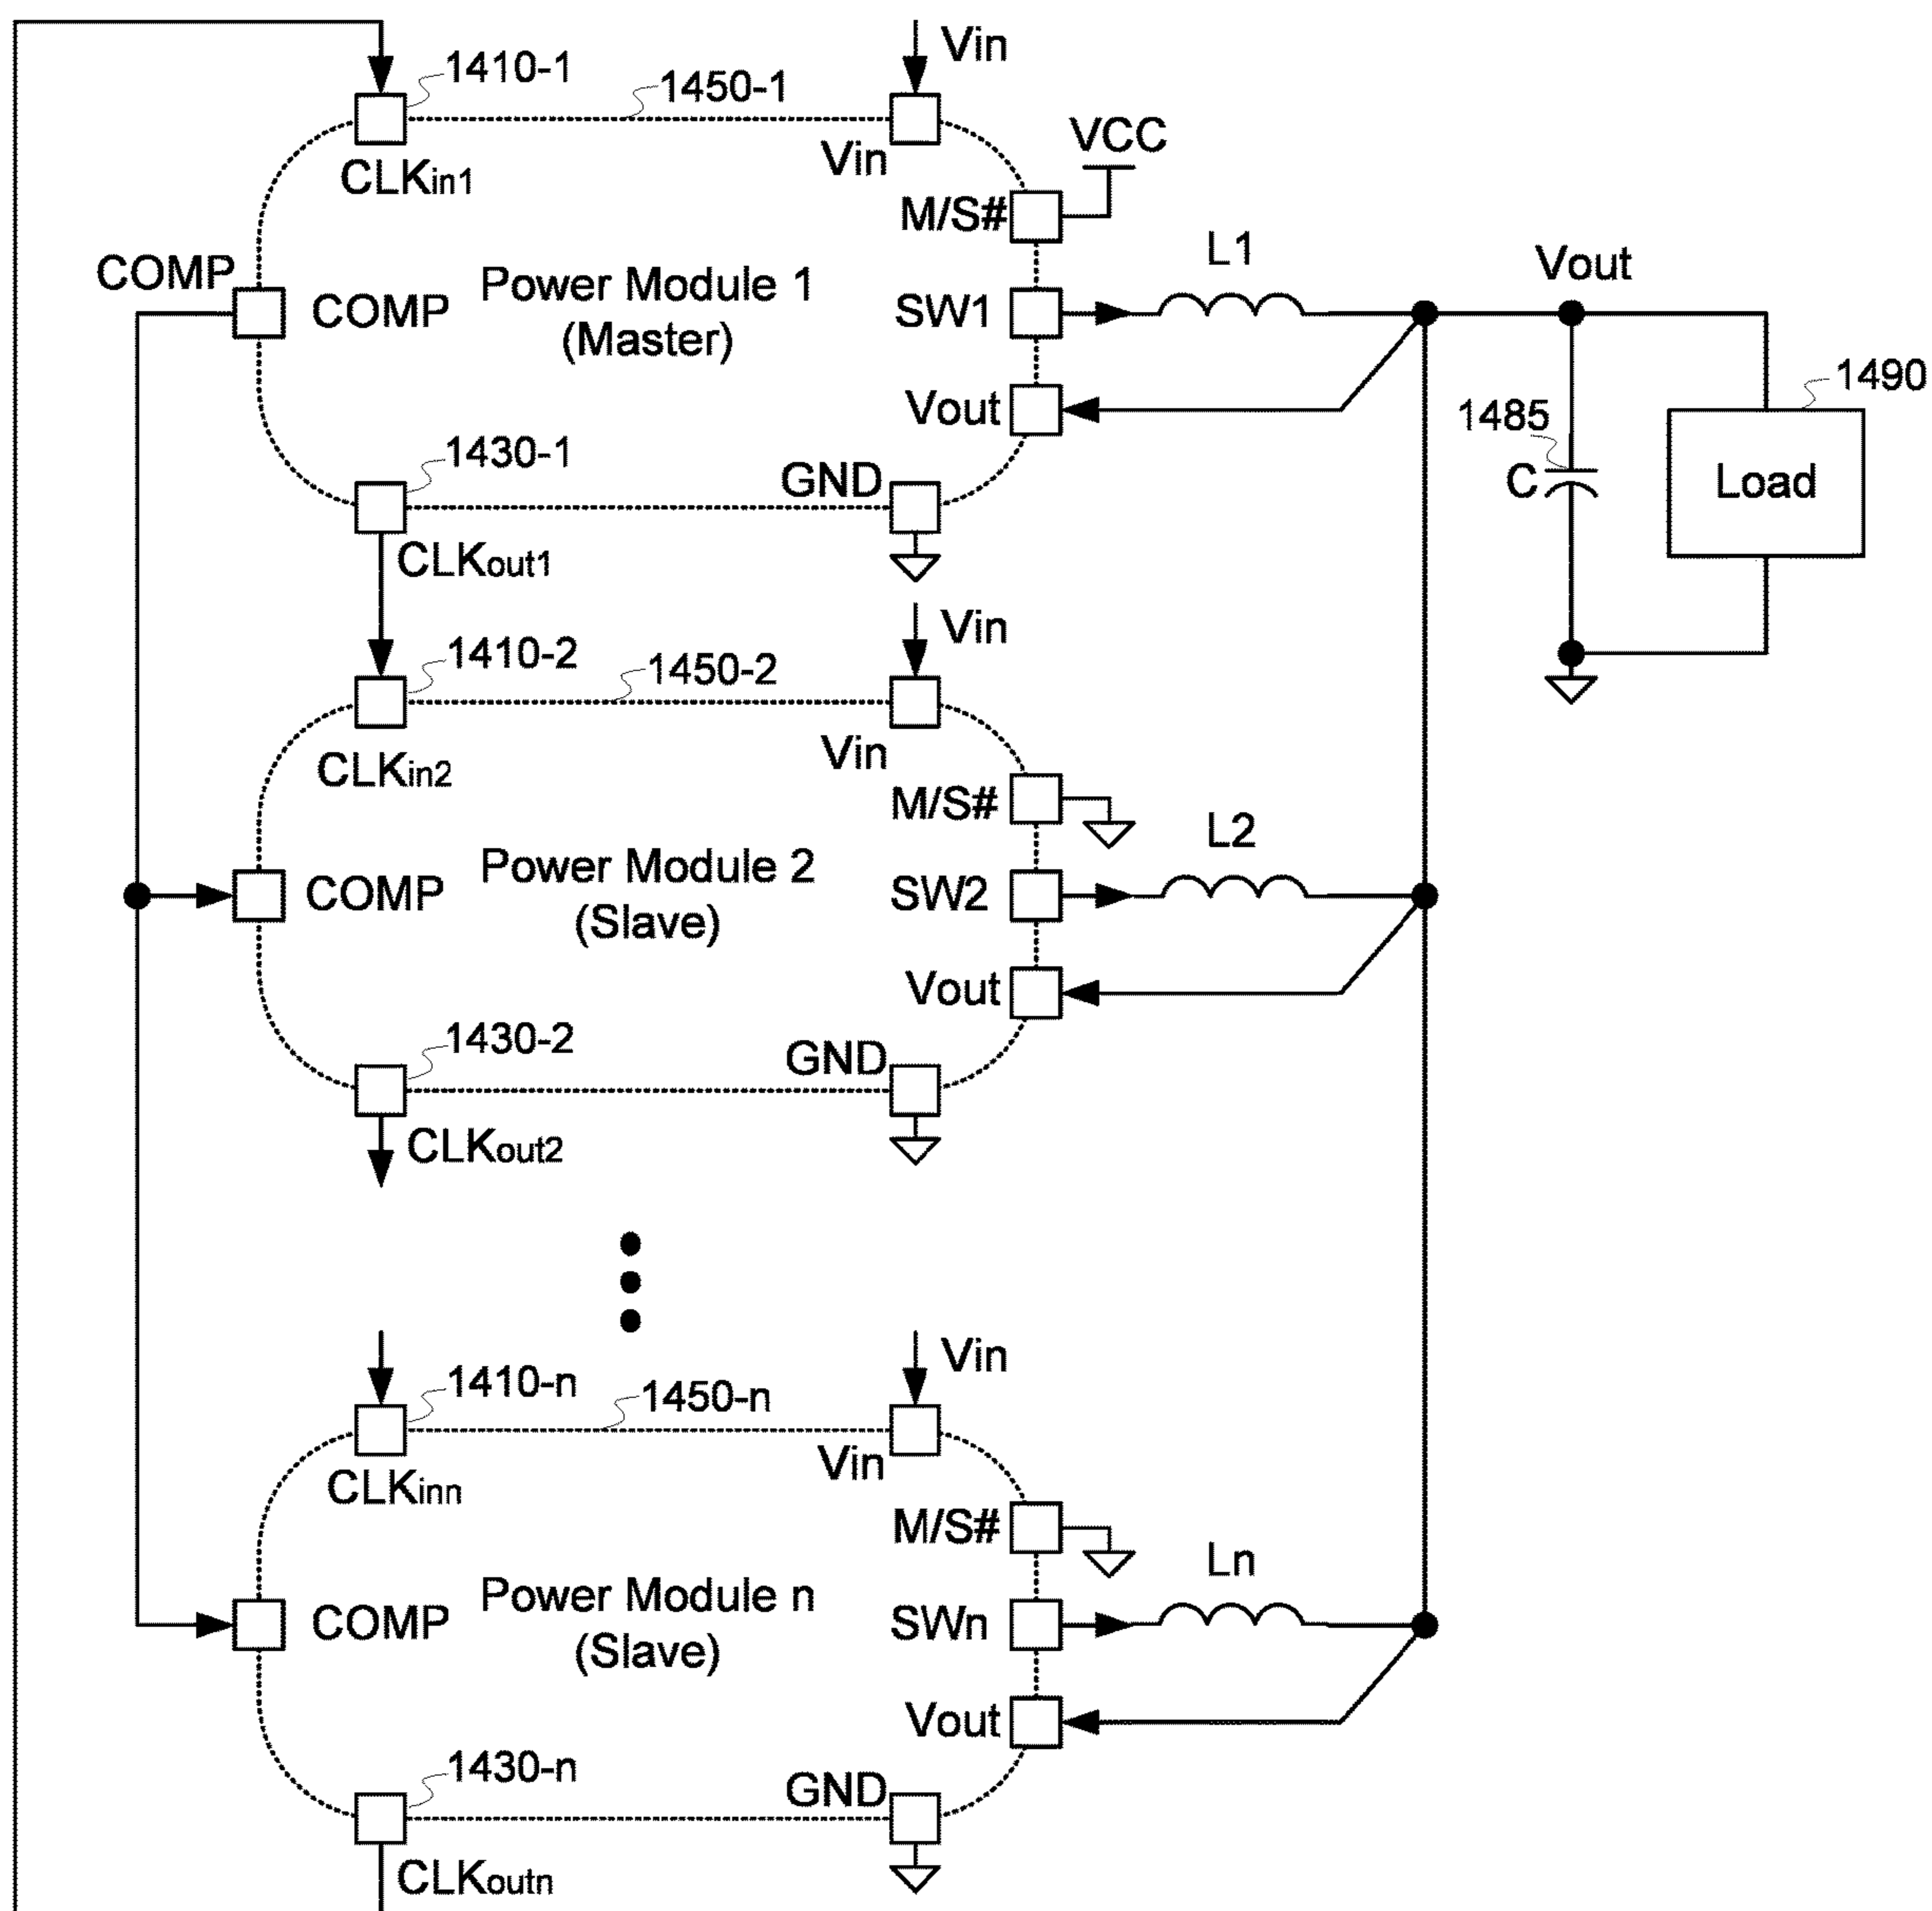 1410-1
1450-1
Vin
CLKin1
Vin
VCC
M/S#
COMP
COMP
Power Module 1
(Master)
SW1
L1
Vout
Vout
1430-1
GND
CLKout1
1485
C
1490
Load
1410-2
1450-2
Vin
CLKin2
Vin
M/S#
COMP
Power Module 2
(Slave)
SW2
L2
Vout
1430-2
GND
CLKout2
1410-n
1450-n
Vin
CLKinn
Vin
M/S#
COMP
Power Module n
(Slave)
SWn
Ln
Vout
1430-n
GND
CLKoutn